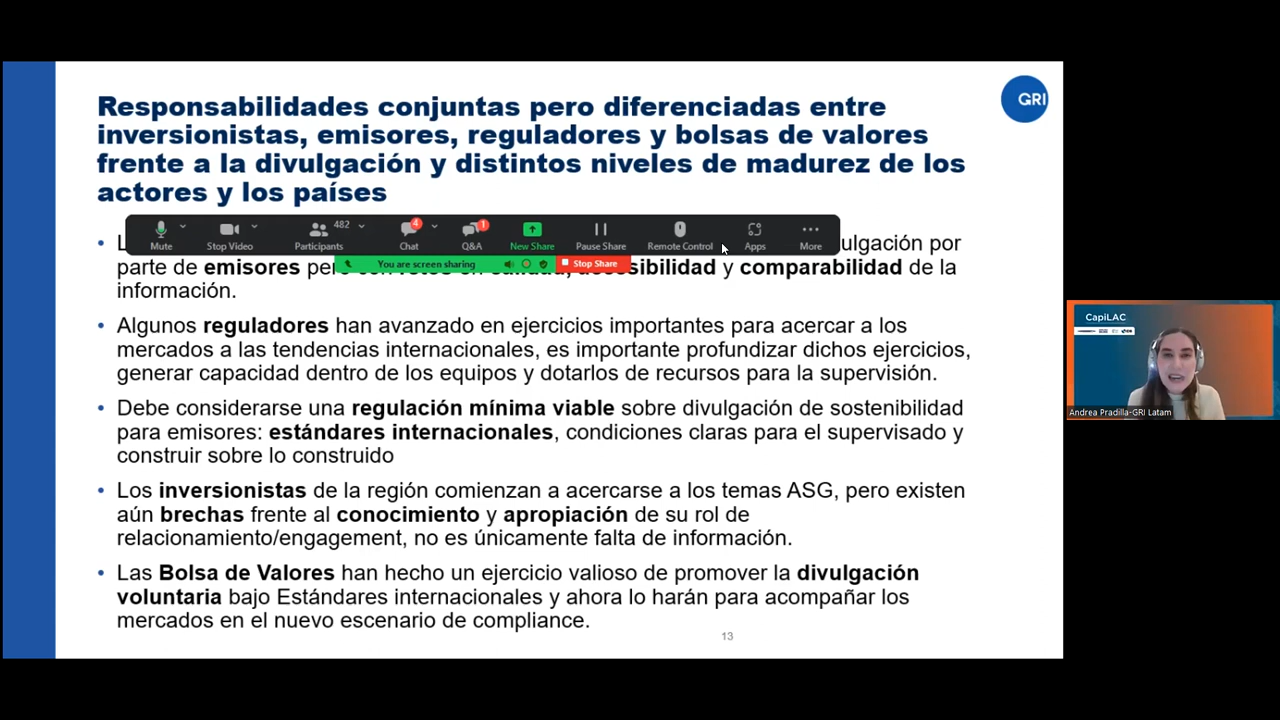 Responsabilidades conjuntas pero diferenciadas entre
inversionistas, emisores, reguladores y bolsas de valores
frente a la divulgación y distintos niveles de madurez de los
actores y los países
GRI
Mute
Stop Video
482
Participants
4
Chat
1
Q&A
New Share
Pause Share
Remote Control
Apps
More
You are screen sharing
Stop Share
• vulgación por
parte de emisores y comparabilidad de la
información.
• Algunos reguladores han avanzado en ejercicios importantes para acercar a los
mercados a las tendencias internacionales, es importante profundizar dichos ejercicios,
generar capacidad dentro de los equipos y dotarlos de recursos para la supervisión.
• Debe considerarse una regulación mínima viable sobre divulgación de sostenibilidad
para emisores: estándares internacionales, condiciones claras para el supervisado y
construir sobre lo construido
• Los inversionistas de la región comienzan a acercarse a los temas ASG, pero existen
aún brechas frente al conocimiento y apropiación de su rol de
relacionamiento/engagement, no es únicamente falta de información.
• Las Bolsa de Valores han hecho un ejercicio valioso de promover la divulgación
voluntaria bajo Estándares internacionales y ahora lo harán para acompañar los
mercados en el nuevo escenario de compliance.
13
CapiLAC
Andrea Pradilla-GRI Latam